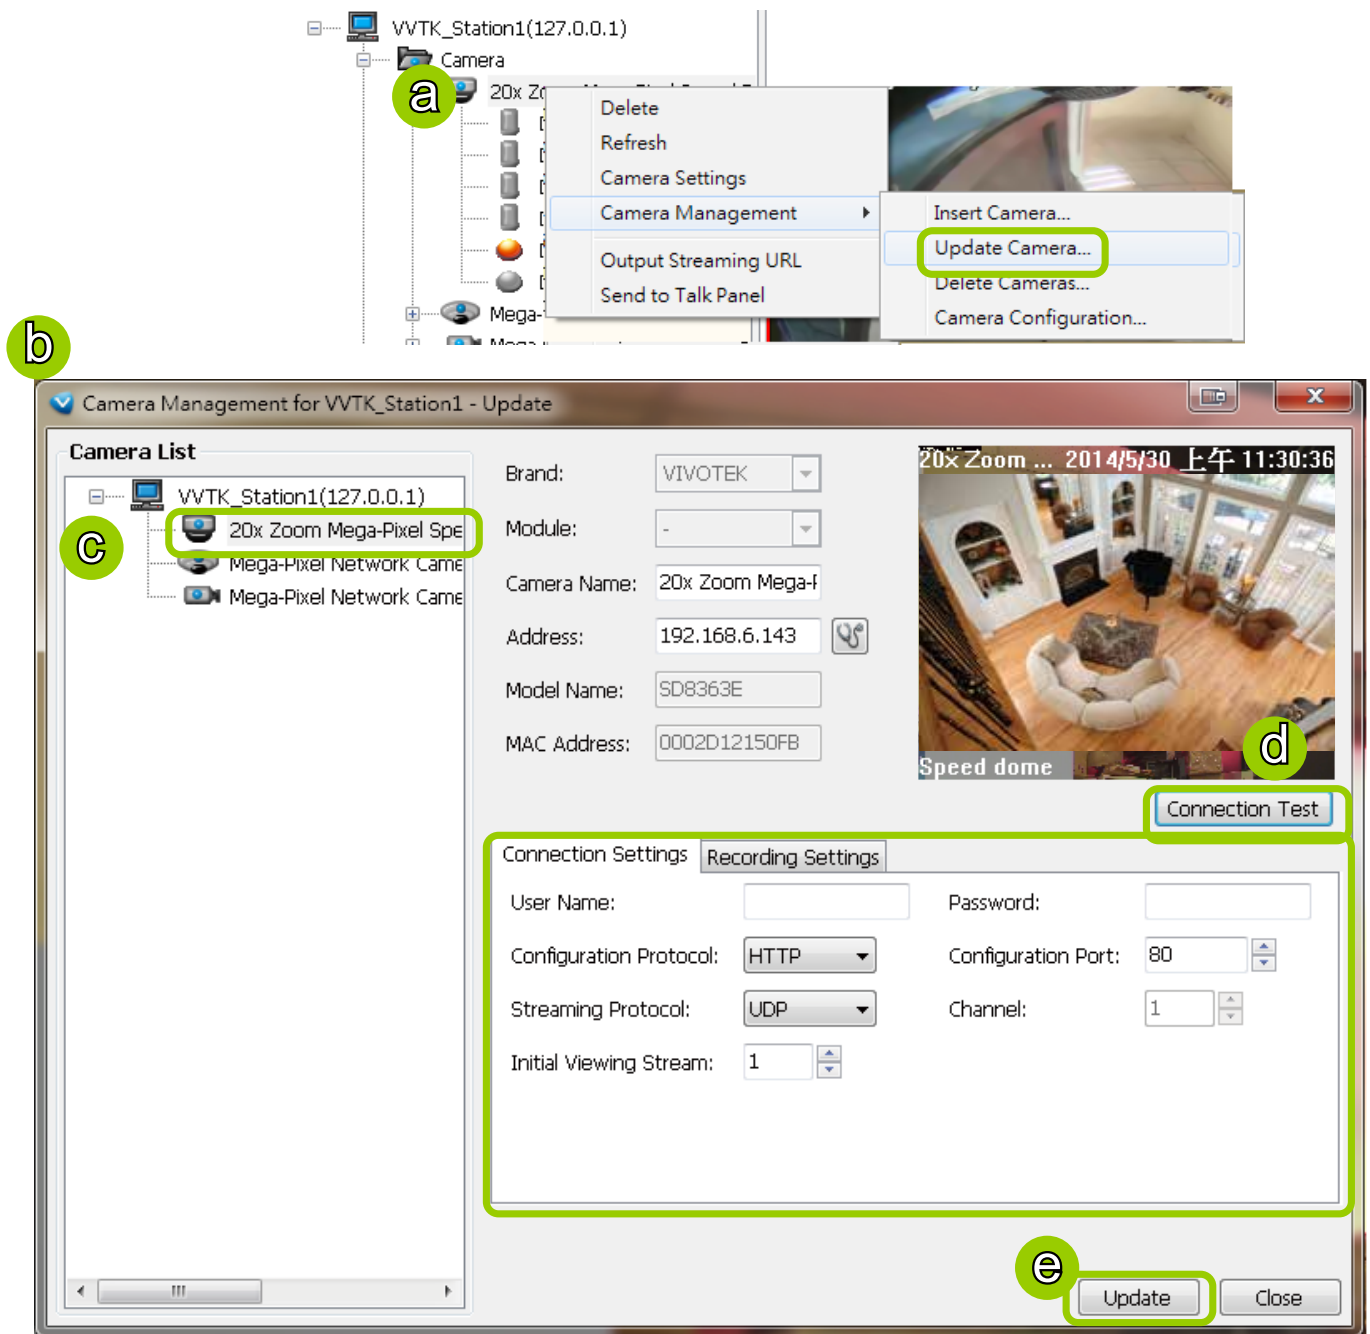 VVTK_Station1(127.0.0.1)
Camera
a
20x
Delete
Refresh
Camera Settings
Camera Management
Output Streaming URL
Send to Talk Panel
Insert Camera...
Update Camera...
Delete Cameras...
Camera Configuration...
Mega-
b
Camera Management for VVTK_Station1 - Update
Camera List
VVTK_Station1(127.0.0.1)
c
20x Zoom Mega-Pixel Spe
Mega-Pixel Network Came
Mega-Pixel Network Came
Brand: VIVOTEK
Module: -
Camera Name: 20x Zoom Mega-P
Address: 192.168.6.143
Model Name: SD8363E
MAC Address: 0002D12150FB
20x Zoom ... 2014/5/30 上午 11:30:36
Speed dome
d
Connection Test
Connection Settings Recording Settings
User Name: Password:
Configuration Protocol: HTTP Configuration Port: 80
Streaming Protocol: UDP Channel: 1
Initial Viewing Stream: 1
e
Update Close